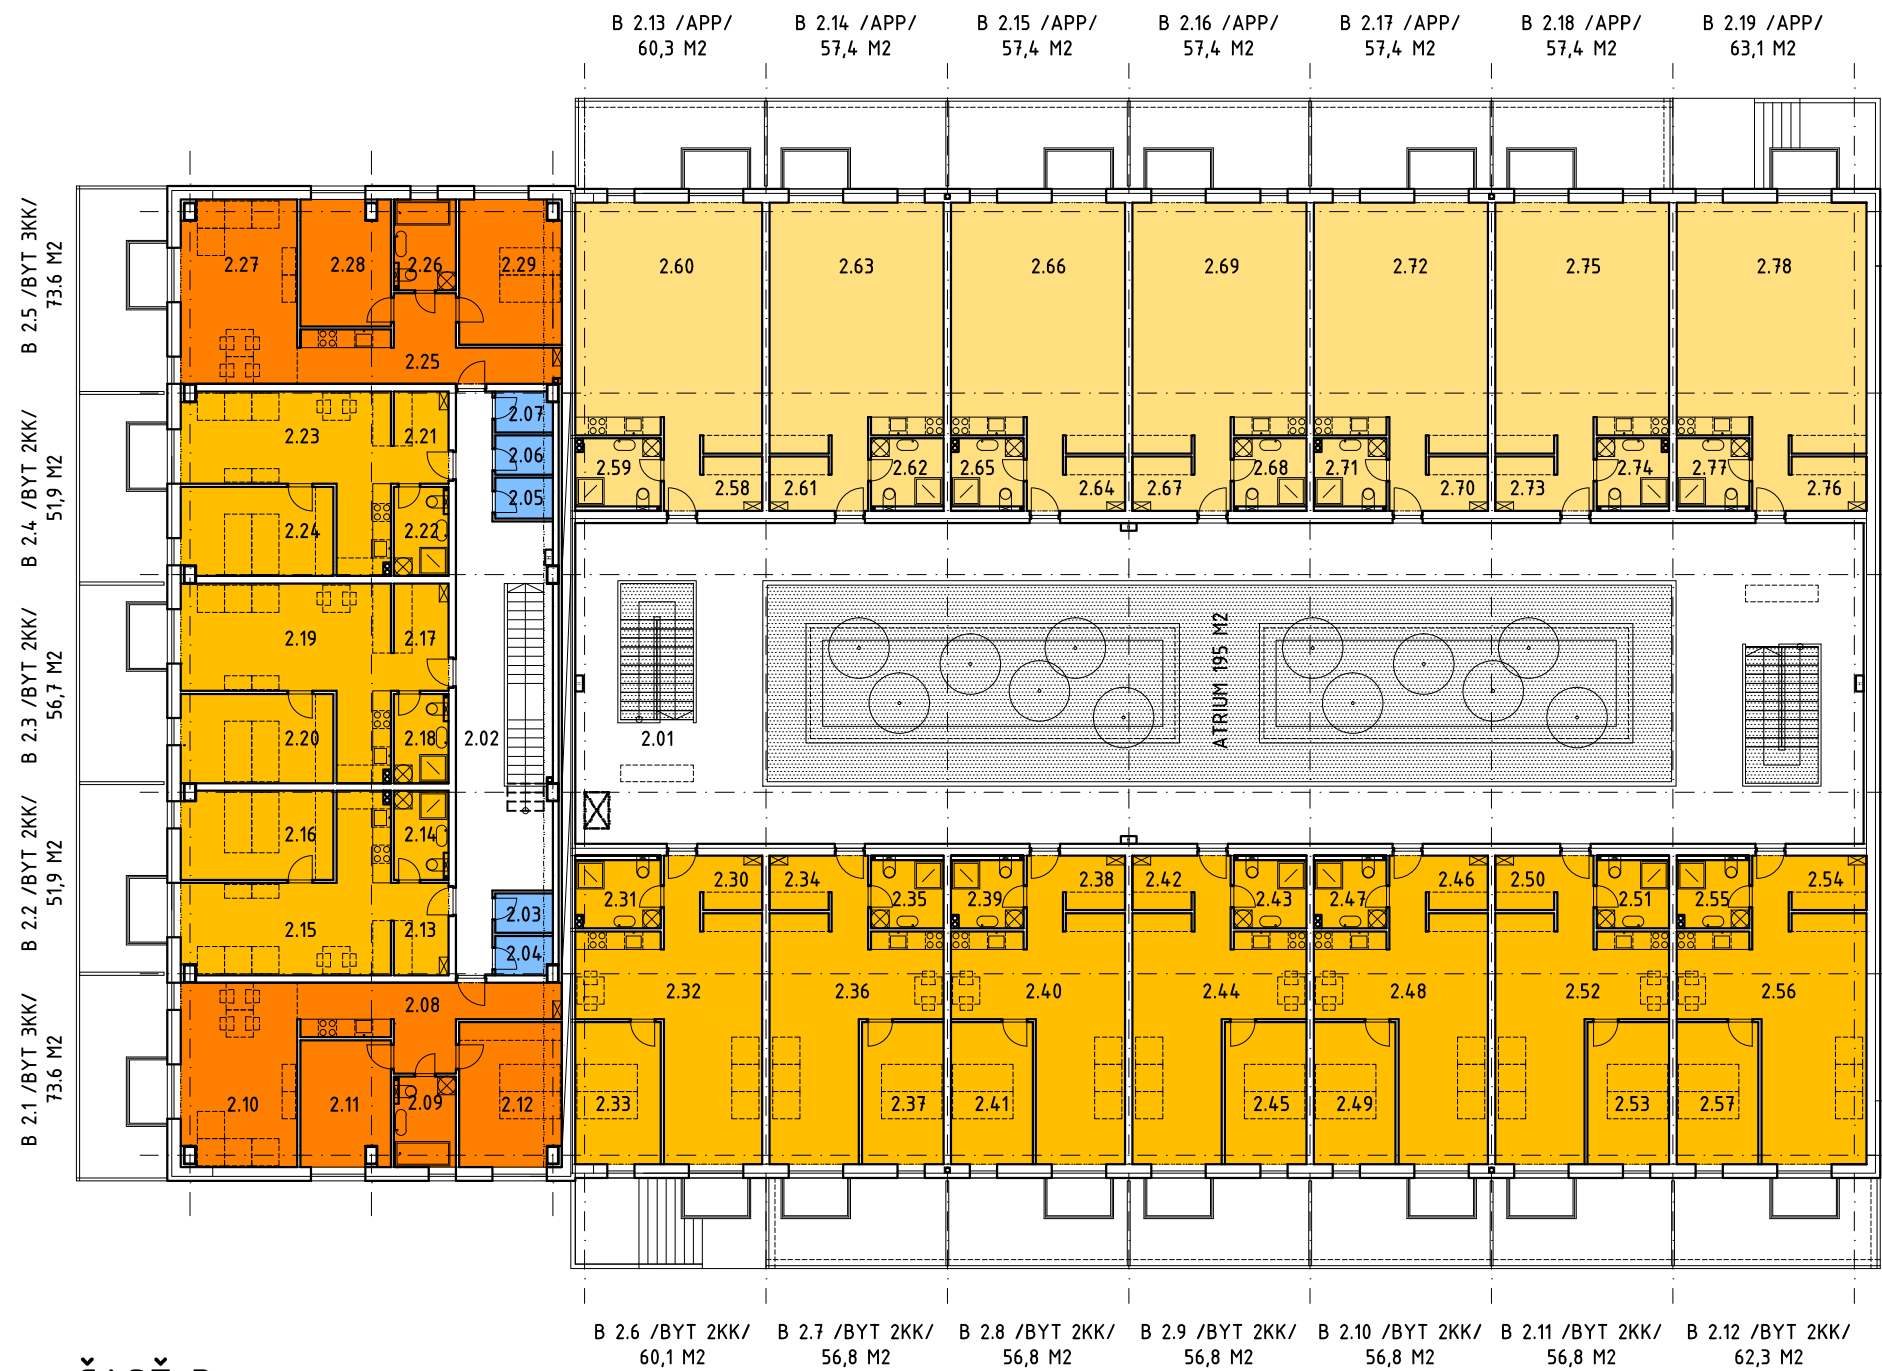 B 2.13 /APP/
60,3 M2
B 2.14 /APP/
57,4 M2
B 2.15 /APP/
57,4 M2
B 2.16 /APP/
57,4 M2
B 2.17 /APP/
57,4 M2
B 2.18 /APP/
57,4 M2
B 2.19 /APP/
63,1 M2
B 2.5 /BYT 3KK/
73.6 M2
B 2.4 /BYT 2KK/
51,9 M2
B 2.3 /BYT 2KK/
56,7 M2
B 2.2 /BYT 2KK/
51,9 M2
B 2.1 /BYT 3KK/
73.6 M2
2.27
2.28
2.26
2.29
2.25
2.60
2.63
2.66
2.69
2.72
2.75
2.78
2.23
2.21
2.07
2.06
2.05
2.24
2.22
2.59
2.58
2.61
2.62
2.65
2.64
2.67
2.68
2.71
2.70
2.73
2.74
2.77
2.76
2.19
2.17
2.20
2.18
2.02
2.01
ATRIUM 195 M2
2.16
2.14
2.15
2.13
2.03
2.04
2.31
2.30
2.34
2.35
2.39
2.38
2.42
2.43
2.47
2.46
2.50
2.51
2.55
2.54
2.08
2.32
2.36
2.40
2.44
2.48
2.52
2.56
2.10
2.11
2.09
2.12
2.33
2.37
2.41
2.45
2.49
2.53
2.57
B 2.6 /BYT 2KK/
60,1 M2
B 2.7 /BYT 2KK/
56,8 M2
B 2.8 /BYT 2KK/
56,8 M2
B 2.9 /BYT 2KK/
56,8 M2
B 2.10 /BYT 2KK/
56,8 M2
B 2.11 /BYT 2KK/
56,8 M2
B 2.12 /BYT 2KK/
62,3 M2